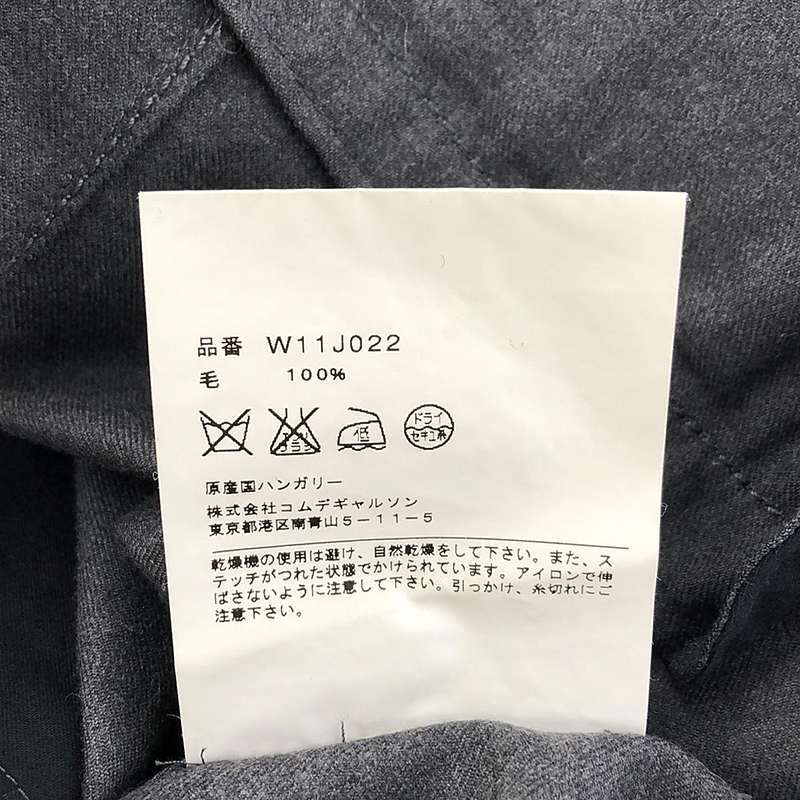 品番 W11J022
毛 100%
低
ドライ
セキユ系
原産国ハンガリー
株式会社コムデギャルソン
東京都港区南青山5-11-5
乾燥機の使用は避け、自然乾燥をして下さい。また、ス
テッチがつれた状態でかけられています。アイロンで伸
ばさないように注意して下さい。引っかけ、糸切れにご
注意下さい。